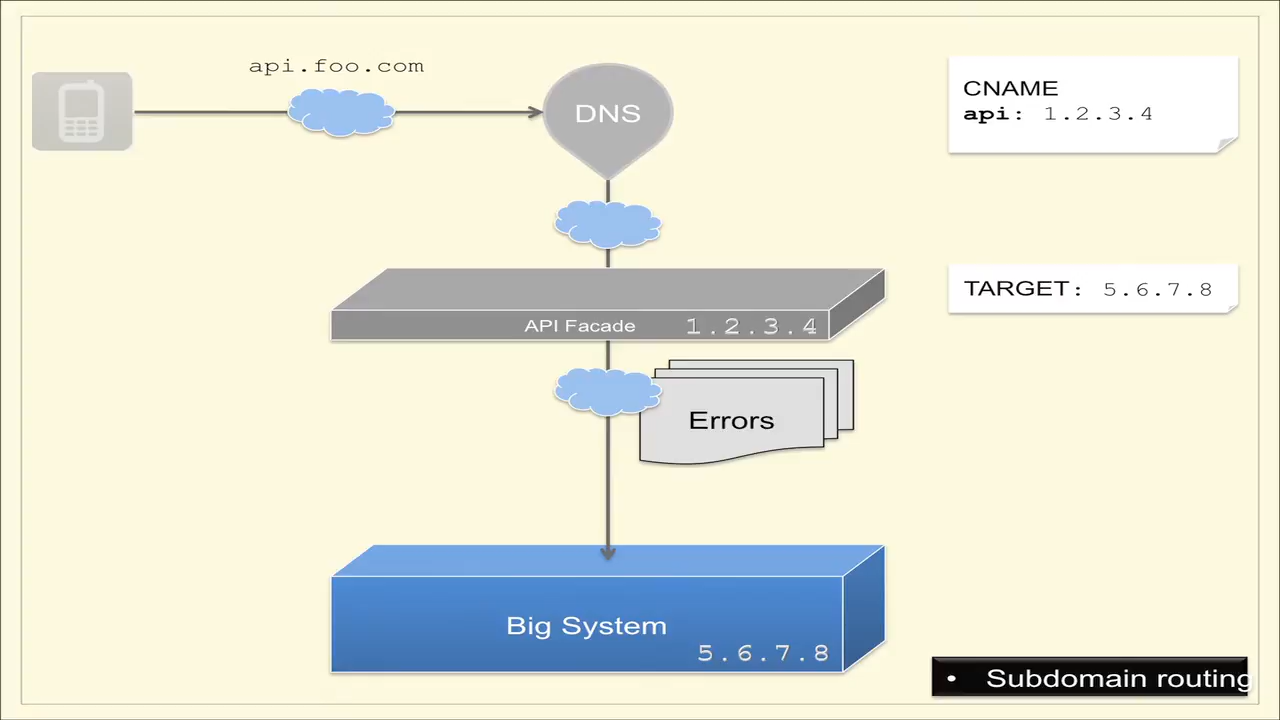 api.foo.com
DNS
CNAME
api: 1.2.3.4
TARGET: 5.6.7.8
API Facade 1.2.3.4
Errors
Big System
5.6.7.8
• Subdomain routing